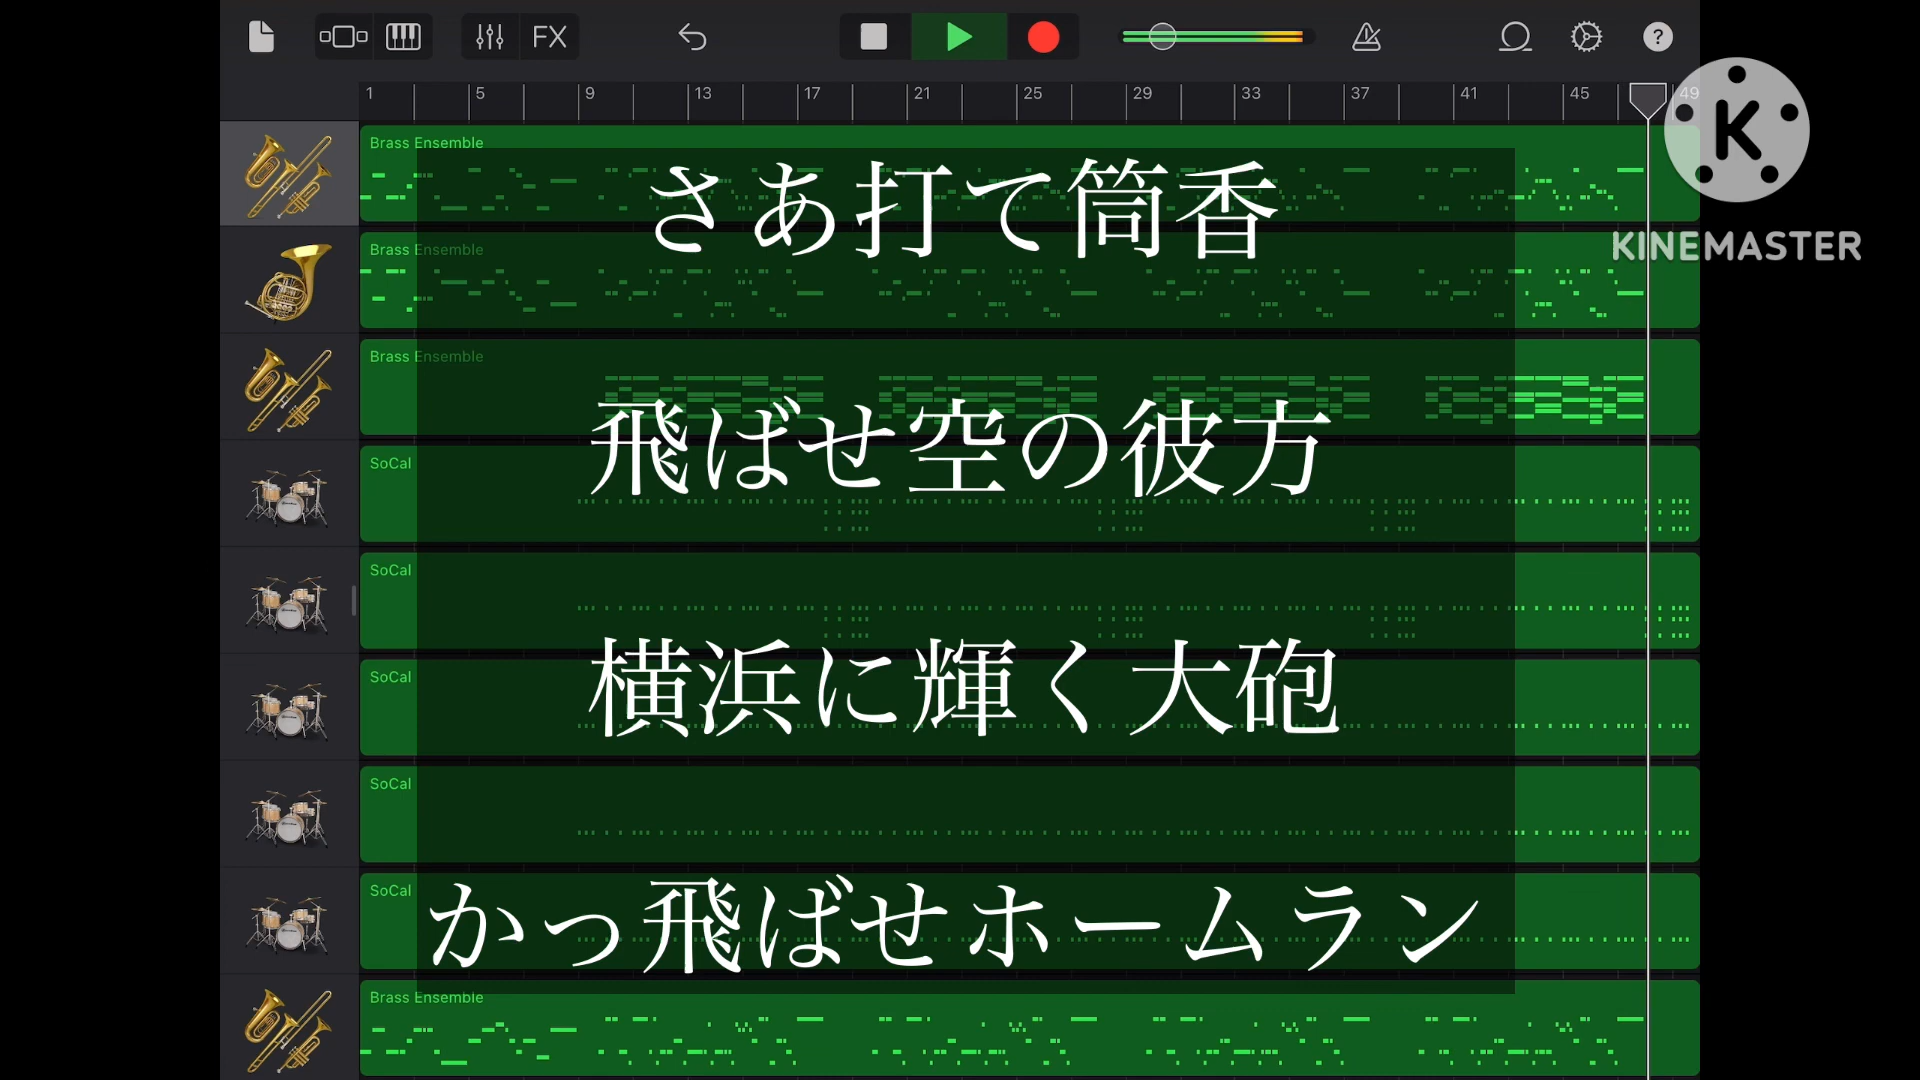 FX
1 5 9 13 17 21 25 29 33 37 41 45 49
?
K
KINEMASTER
Brass Ensemble
さあ打て筒香
Brass Ensemble
Brass Ensemble
飛ばせ空の彼方
SoCal
SoCal
横浜に輝く大砲
SoCal
SoCal
SoCal
かっ飛ばせホームラン
Brass Ensemble